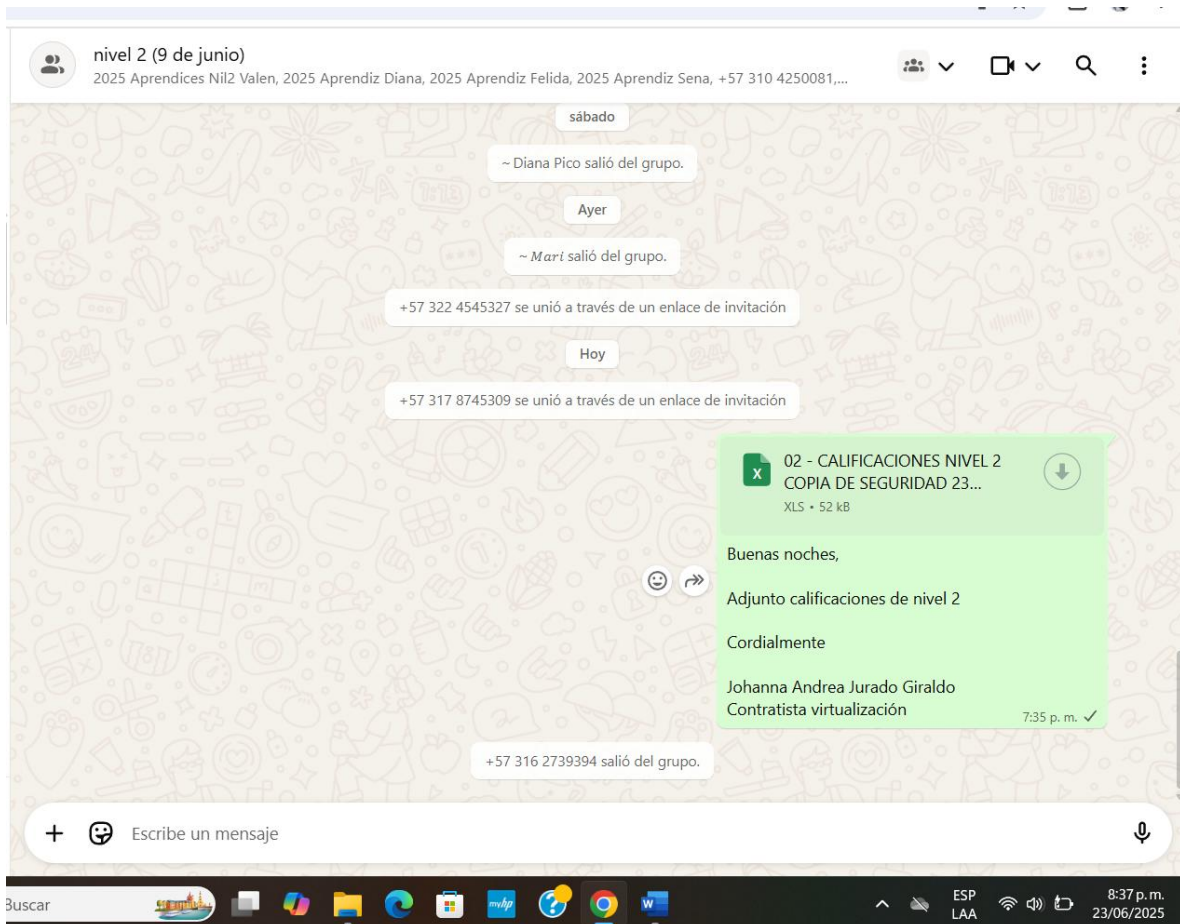 nivel 2 (9 de junio)
2025 Aprendices Nil2 Valen, 2025 Aprendiz Diana, 2025 Aprendiz Felida, 2025 Aprendiz Sena, +57 310 4250081,...
sábado
~ Diana Pico salió del grupo.
Ayer
~ Mari salió del grupo.
+57 322 4545327 se unió a través de un enlace de invitación
Hoy
+57 317 8745309 se unió a través de un enlace de invitación
X
02 - CALIFICACIONES NIVEL 2
COPIA DE SEGURIDAD 23...
XLS • 52 kB
Buenas noches,
Adjunto calificaciones de nivel 2
Cordialmente
Johanna Andrea Jurado Giraldo
Contratista virtualización
7:35 p. m.
+57 316 2739394 salió del grupo.
Escribe un mensaje
Buscar
myhp
ESP
LAA
8:37 p.m.
23/06/2025